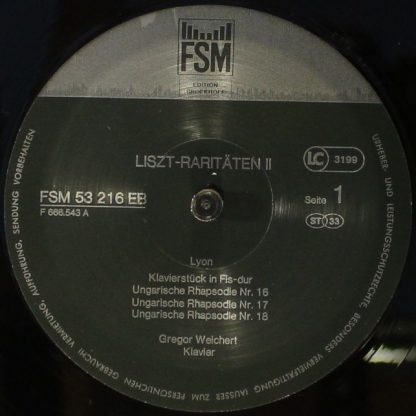 FSM
EDITION
LISZT-RARITÄTEN II
LC 3199
FSM 53 216 EB
F 666.543 A
Seite 1
ST 33
Lyon
Klavierstück in Fis-dur
Ungarische Rhapsodie Nr. 16
Ungarische Rhapsodie Nr. 17
Ungarische Rhapsodie Nr. 18
Gregor Weichert
Klavier
URHEBER- UND LEISTUNGSSCHUTZRECHTE, BESONDERS VERVIELFÄLTIGUNG (AUSSER ZUM PERSÖNLICHEN GEBRAUCH) VERMIETUNG, AUFFÜHRUNG, SENDUNG VORBEHALTEN